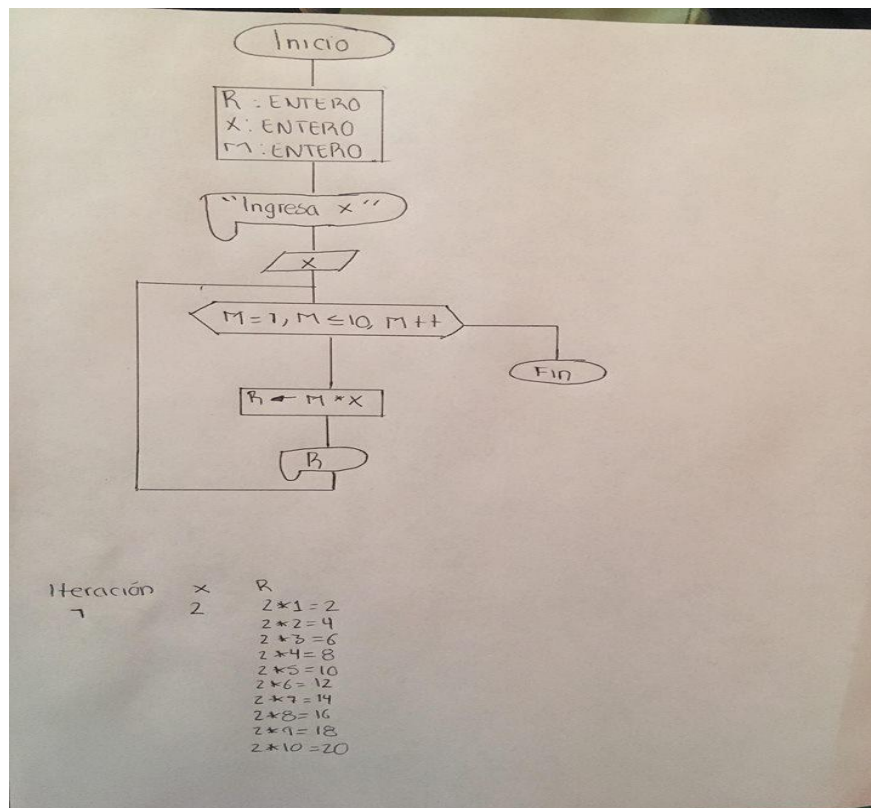 Inicio
R : ENTERO
X : ENTERO
M : ENTERO
"Ingresa x"
X
M=1, M≤10, M++
Fin
R ← M * X
R
Iteración x R
1 2 2*1=2
2*2=4
2*3=6
2*4=8
2*5=10
2*6=12
2*7=14
2*8=16
2*9=18
2*10=20